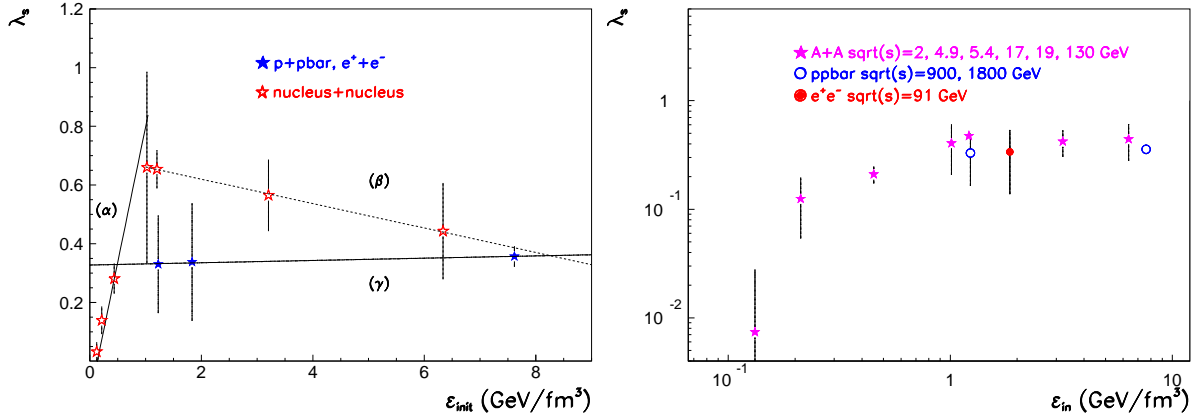 λs
1.2
1
0.8
0.6
0.4
0.2
0 2 4 6 8
εinit (GeV/fm³)
★ p+pbar, e⁺+e⁻
☆ nucleus+nucleus
(α)
(β)
(γ)
λs
1
10⁻¹
10⁻²
10⁻¹ 1 10
εin (GeV/fm³)
★ A+A sqrt(s)=2, 4.9, 5.4, 17, 19, 130 GeV
○ ppbar sqrt(s)=900, 1800 GeV
● e⁺e⁻ sqrt(s)=91 GeV